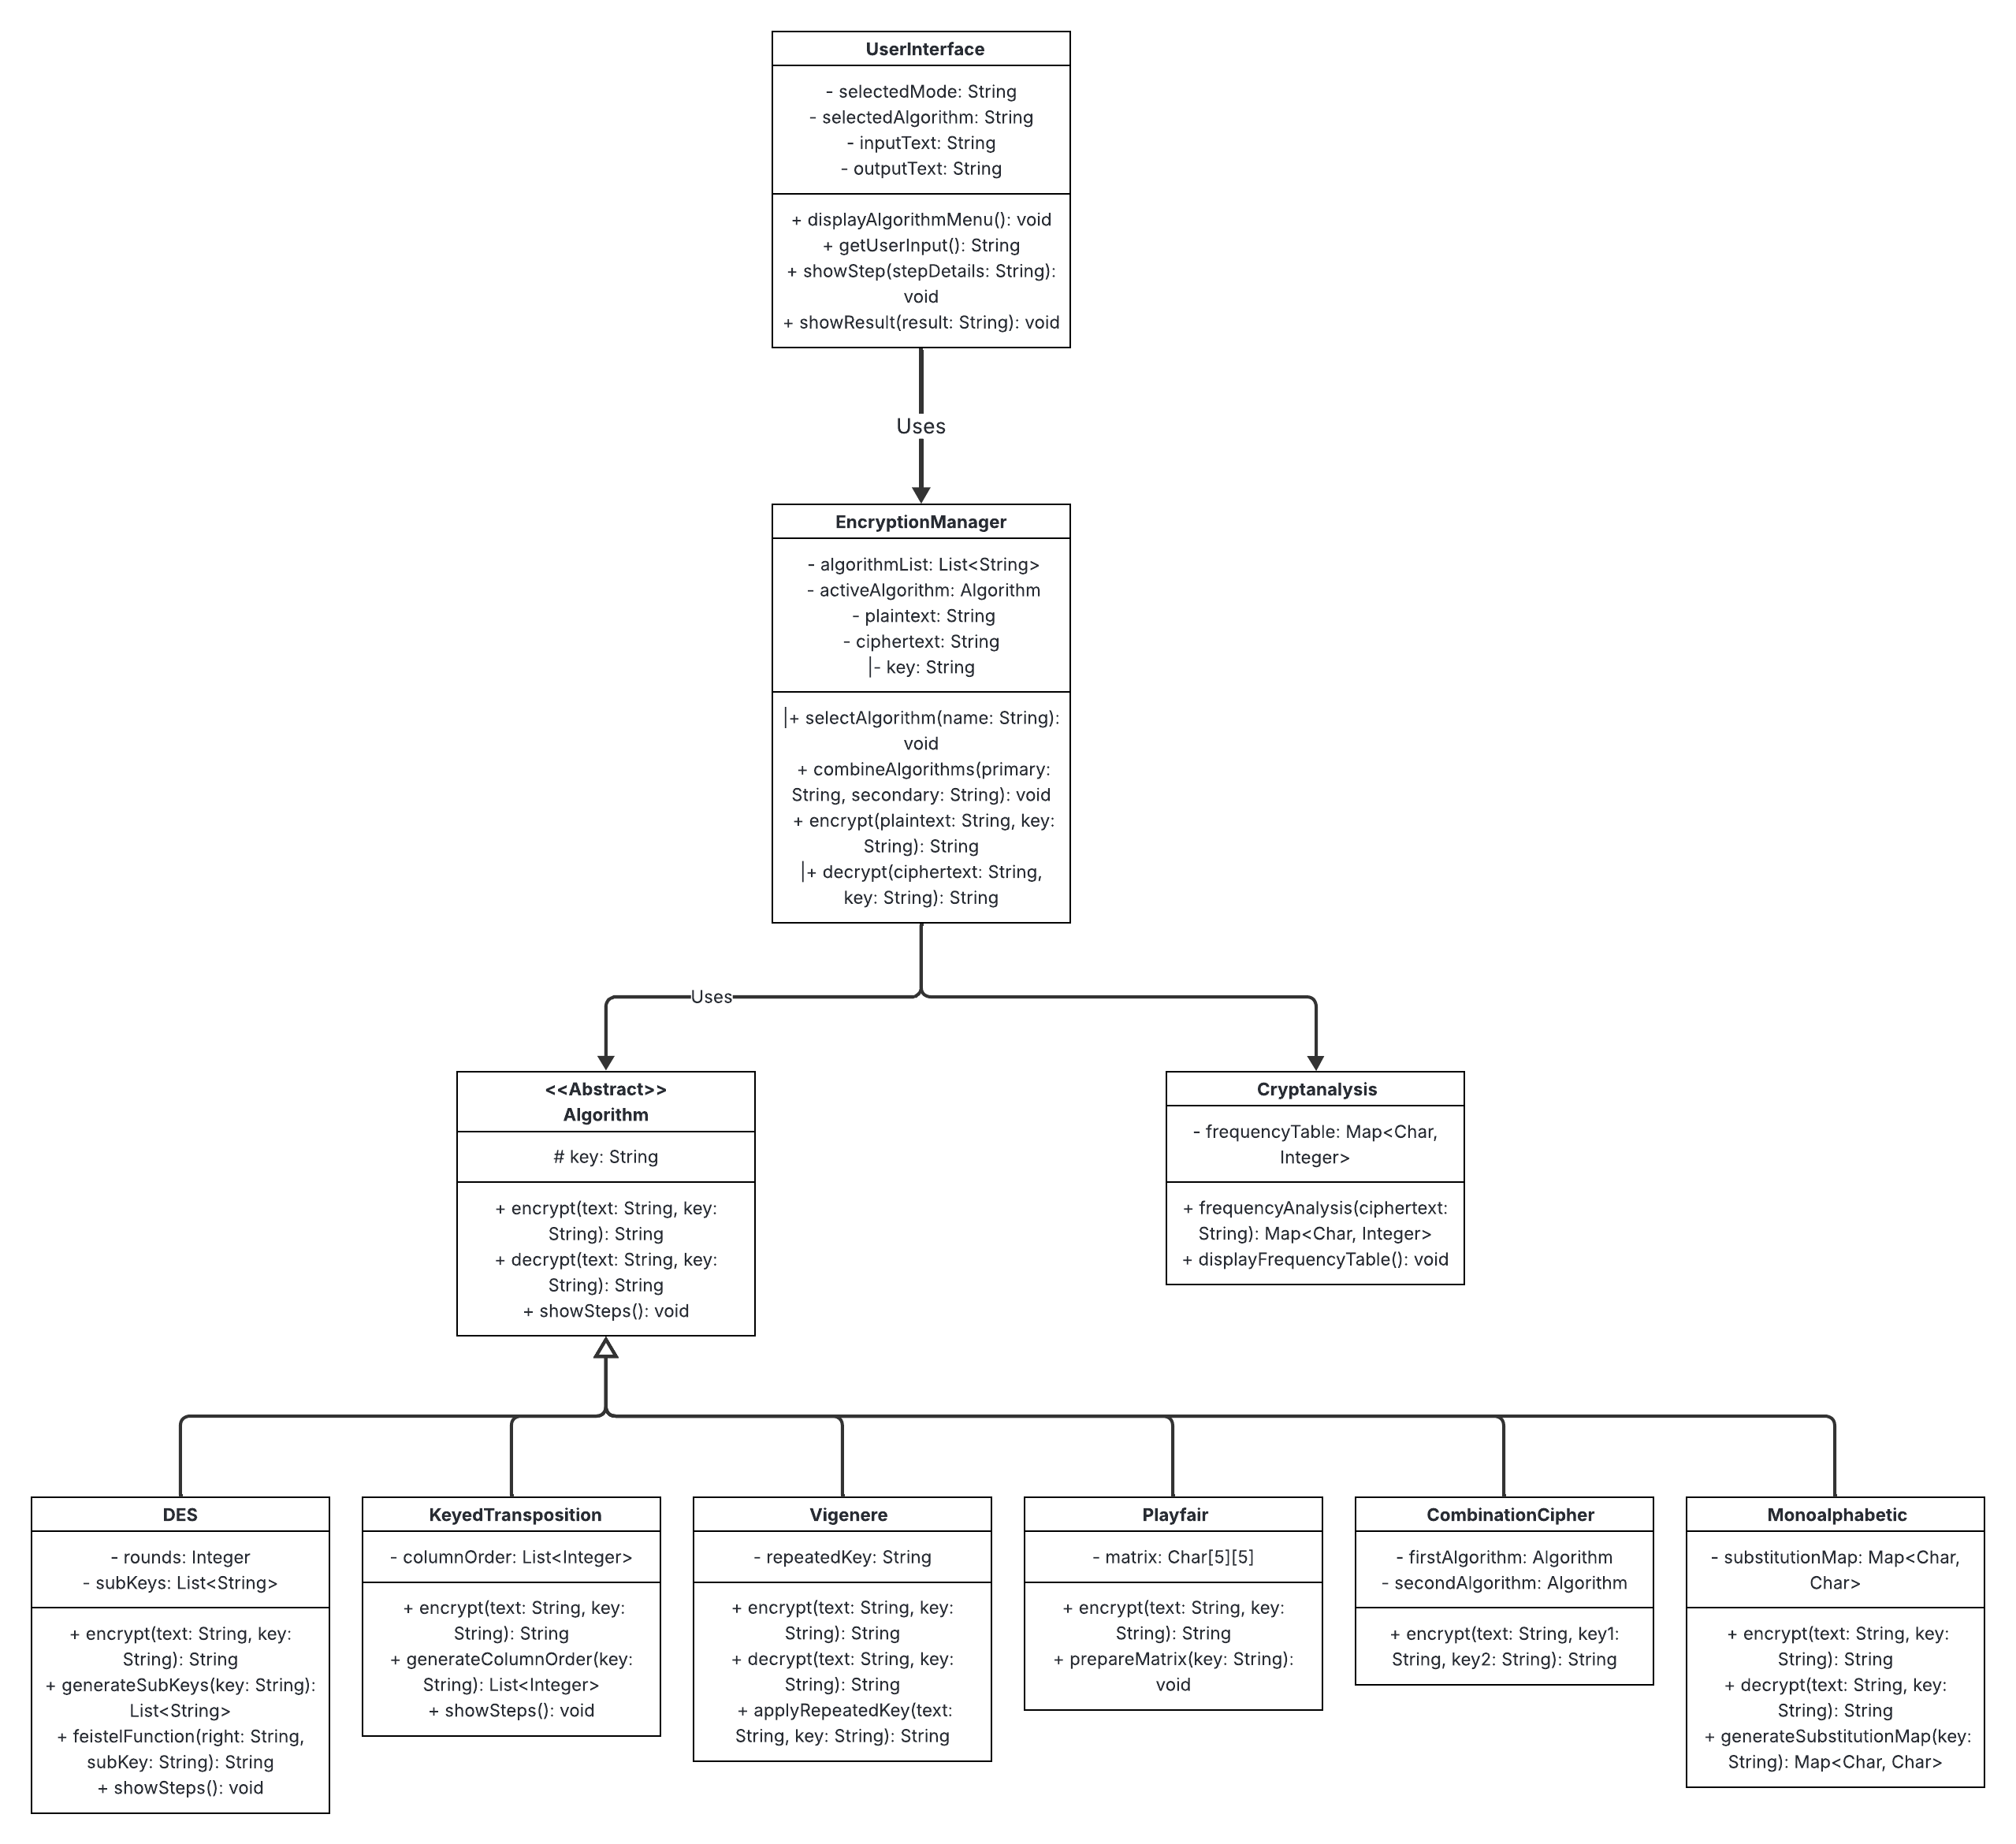 UserInterface
- selectedMode: String
- selectedAlgorithm: String
- inputText: String
- outputText: String
+ displayAlgorithmMenu(): void
+ getUserInput(): String
+ showStep(stepDetails: String):
void
+ showResult(result: String): void
Uses
EncryptionManager
- algorithmList: List<String>
- activeAlgorithm: Algorithm
- plaintext: String
- ciphertext: String
|- key: String
|+ selectAlgorithm(name: String):
void
+ combineAlgorithms(primary:
String, secondary: String): void
+ encrypt(plaintext: String, key:
String): String
|+ decrypt(ciphertext: String,
key: String): String
Uses
<<Abstract>>
Algorithm
# key: String
+ encrypt(text: String, key:
String): String
+ decrypt(text: String, key:
String): String
+ showSteps(): void
Cryptanalysis
- frequencyTable: Map<Char,
Integer>
+ frequencyAnalysis(ciphertext:
String): Map<Char, Integer>
+ displayFrequencyTable(): void
DES
- rounds: Integer
- subKeys: List<String>
+ encrypt(text: String, key:
String): String
+ generateSubKeys(key: String):
List<String>
+ feistelFunction(right: String,
subKey: String): String
+ showSteps(): void
KeyedTransposition
- columnOrder: List<Integer>
+ encrypt(text: String, key:
String): String
+ generateColumnOrder(key:
String): List<Integer>
+ showSteps(): void
Vigenere
- repeatedKey: String
+ encrypt(text: String, key:
String): String
+ decrypt(text: String, key:
String): String
+ applyRepeatedKey(text:
String, key: String): String
Playfair
- matrix: Char[5][5]
+ encrypt(text: String, key:
String): String
+ prepareMatrix(key: String):
void
CombinationCipher
- firstAlgorithm: Algorithm
- secondAlgorithm: Algorithm
+ encrypt(text: String, key1:
String, key2: String): String
Monoalphabetic
- substitutionMap: Map<Char,
Char>
+ encrypt(text: String, key:
String): String
+ decrypt(text: String, key:
String): String
+ generateSubstitutionMap(key:
String): Map<Char, Char>